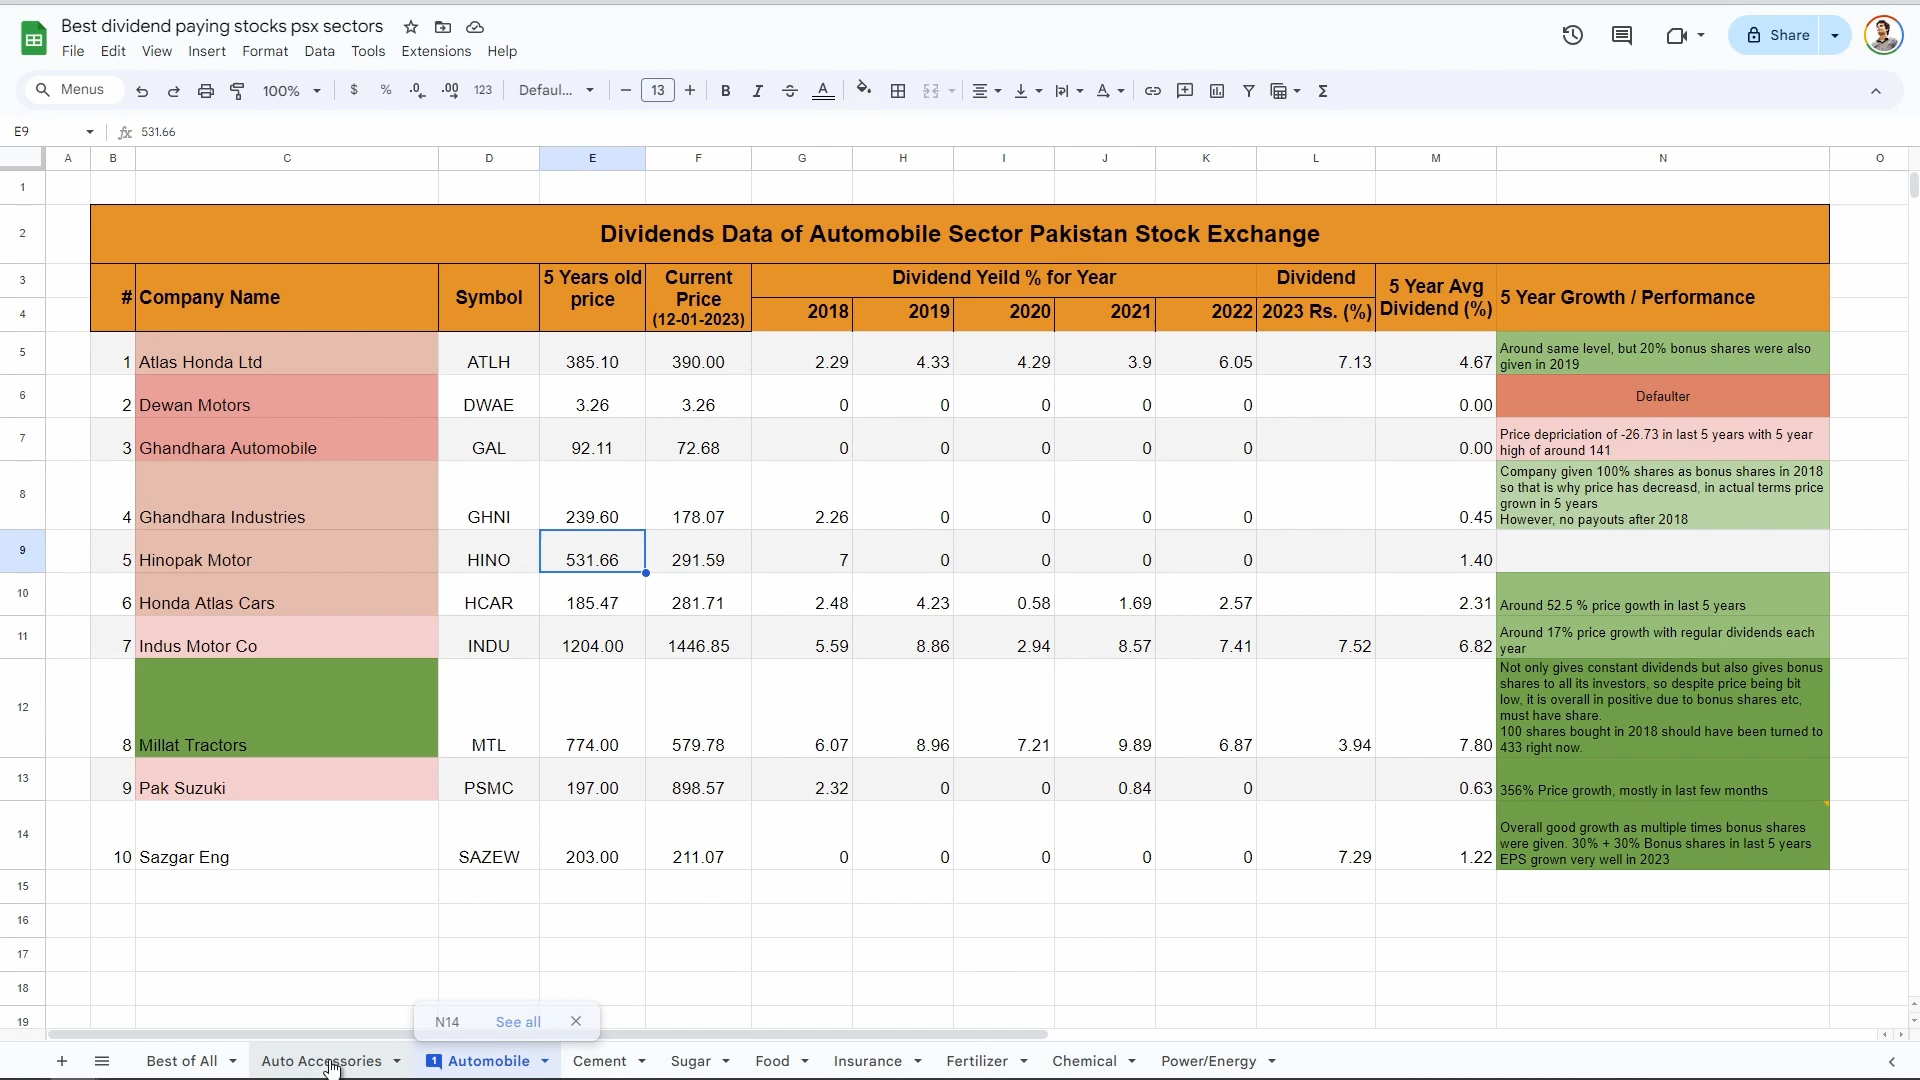 Best dividend paying stocks psx sectors
File Edit View Insert Format Data Tools Extensions Help
Share
Menus 100% $ % .0 .00 123 Defaul... 13 B I S A
E9 fx 531.66
A B C D E F G H I J K L M N O
1
2 Dividends Data of Automobile Sector Pakistan Stock Exchange
3 # Company Name Symbol 5 Years old price Current Price (12-01-2023) Dividend Yeild % for Year Dividend 5 Year Avg Dividend (%) 5 Year Growth / Performance
4 2018 2019 2020 2021 2022 2023 Rs. (%)
5 1 Atlas Honda Ltd ATLH 385.10 390.00 2.29 4.33 4.29 3.9 6.05 7.13 4.67 Around same level, but 20% bonus shares were also
given in 2019
6 2 Dewan Motors DWAE 3.26 3.26 0 0 0 0 0 0.00 Defaulter
7 3 Ghandhara Automobile GAL 92.11 72.68 0 0 0 0 0 0.00 Price depriciation of -26.73 in last 5 years with 5 year
high of around 141
8 4 Ghandhara Industries GHNI 239.60 178.07 2.26 0 0 0 0 0.45 Company given 100% shares as bonus shares in 2018
so that is why price has decreasd, in actual terms price
grown in 5 years
However, no payouts after 2018
9 5 Hinopak Motor HINO 531.66 291.59 7 0 0 0 0 1.40
10 6 Honda Atlas Cars HCAR 185.47 281.71 2.48 4.23 0.58 1.69 2.57 2.31 Around 52.5 % price gowth in last 5 years
11 7 Indus Motor Co INDU 1204.00 1446.85 5.59 8.86 2.94 8.57 7.41 7.52 6.82 Around 17% price growth with regular dividends each
year
12 8 Millat Tractors MTL 774.00 579.78 6.07 8.96 7.21 9.89 6.87 3.94 7.80 Not only gives constant dividends but also gives bonus
shares to all its investors, so despite price being bit
low, it is overall in positive due to bonus shares etc,
must have share.
100 shares bought in 2018 should have been turned to
433 right now.
13 9 Pak Suzuki PSMC 197.00 898.57 2.32 0 0 0.84 0 0.63 356% Price growth, mostly in last few months
14 10 Sazgar Eng SAZEW 203.00 211.07 0 0 0 0 0 7.29 1.22 Overall good growth as multiple times bonus shares
were given. 30% + 30% Bonus shares in last 5 years
EPS grown very well in 2023
15
16
17
18
19
N14 See all
Best of All Auto Accessories 1 Automobile Cement Sugar Food Insurance Fertilizer Chemical Power/Energy